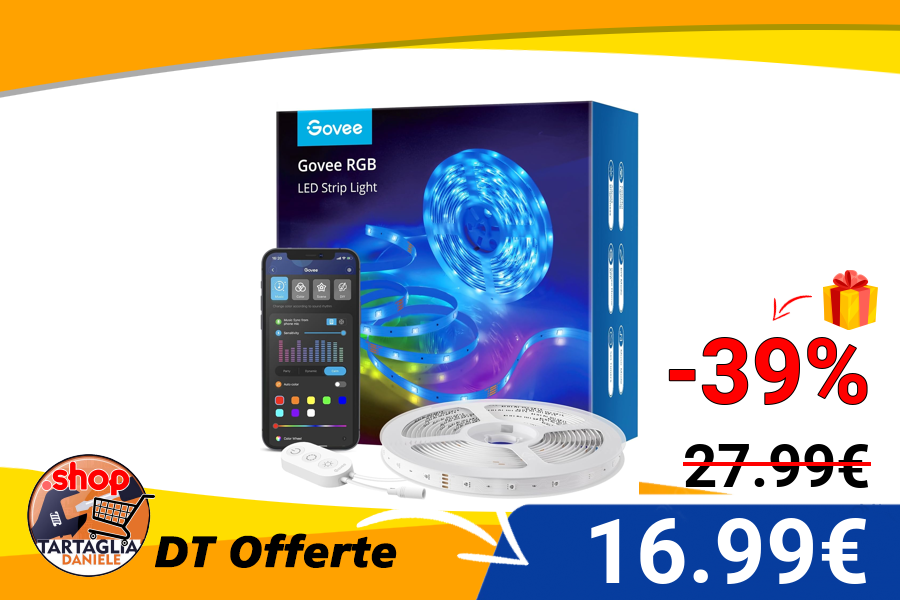 Govee
Govee RGB
LED Strip Light
Govee
-39%
27.99€
16.99€
.shop
TARTAGLIA
DANIELE
DT Offerte